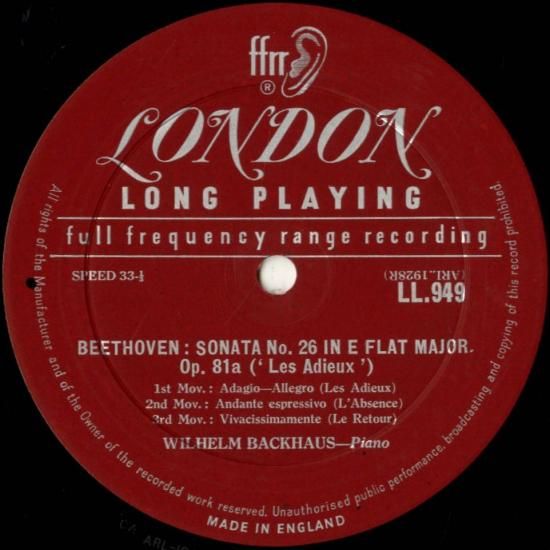 ffrr
®
LONDON
LONG PLAYING
full frequency range recording
SPEED 33-⅓
(ARL..1928R)
LL.949
BEETHOVEN : SONATA No. 26 IN E FLAT MAJOR.
Op. 81a (‘ Les Adieux ’)
1st Mov.: Adagio—Allegro (Les Adieux)
2nd Mov.: Andante espressivo (L'Absence)
3rd Mov.: Vivacissimamente (Le Retour)
WILHELM BACKHAUS—Piano
All rights of the Manufacturer and of the Owner of the recorded work reserved. Unauthorised public performance, broadcasting and copying of this record prohibited.
MADE IN ENGLAND